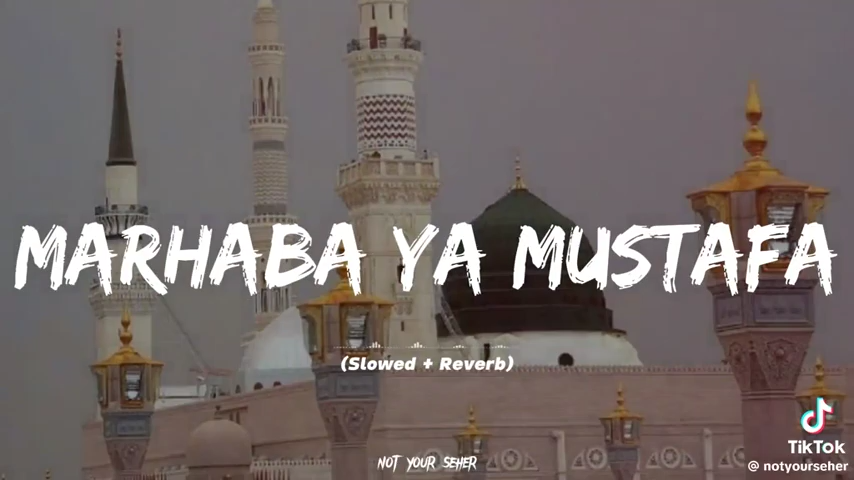 MARHABA YA MUSTAFA
(Slowed + Reverb)
NOT YOUR SEHER
TikTok
@ notyourseher